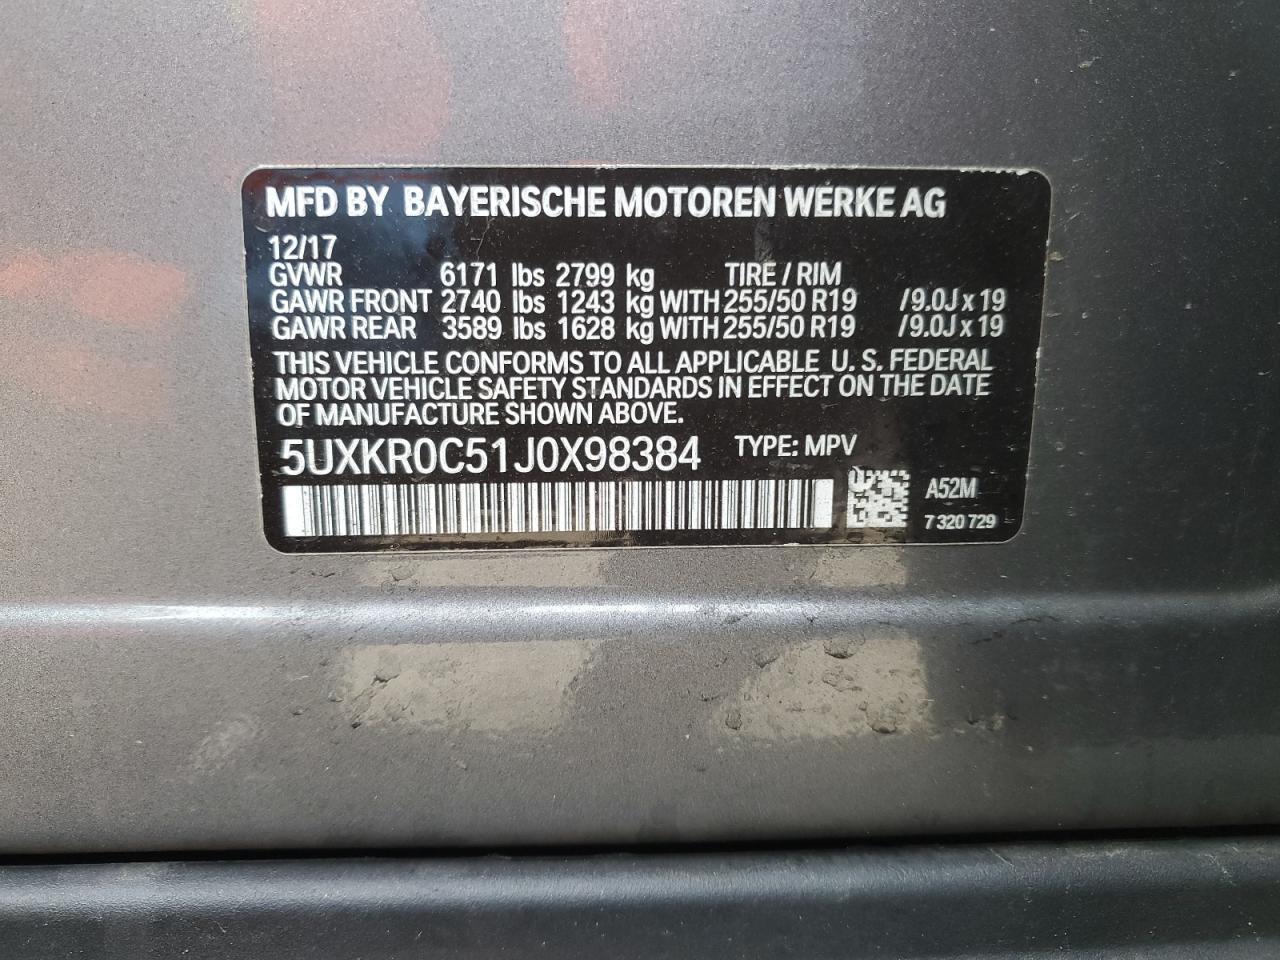 MFD BY BAYERISCHE MOTOREN WERKE AG
12/17
GVWR 6171 lbs 2799 kg TIRE / RIM
GAWR FRONT 2740 lbs 1243 kg WITH 255/50 R19 /9.0J x 19
GAWR REAR 3589 lbs 1628 kg WITH 255/50 R19 /9.0J x 19
THIS VEHICLE CONFORMS TO ALL APPLICABLE U. S. FEDERAL
MOTOR VEHICLE SAFETY STANDARDS IN EFFECT ON THE DATE
OF MANUFACTURE SHOWN ABOVE.
5UXKR0C51J0X98384 TYPE: MPV
A52M
7 320 729